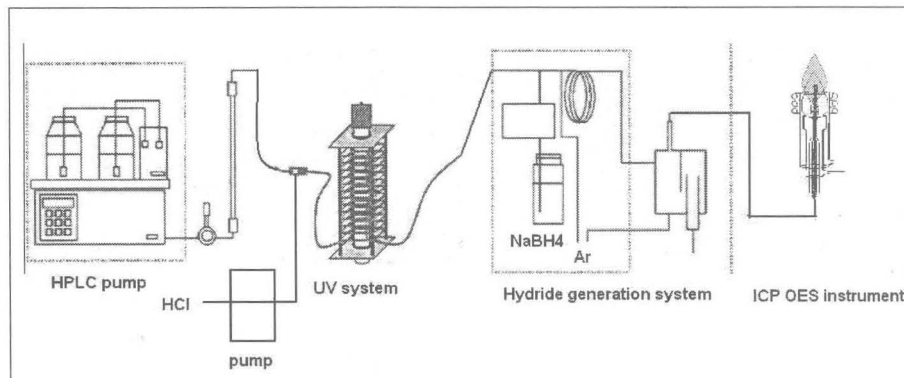 HPLC pump
HCl
pump
UV system
NaBH4
Ar
Hydride generation system
ICP OES instrument